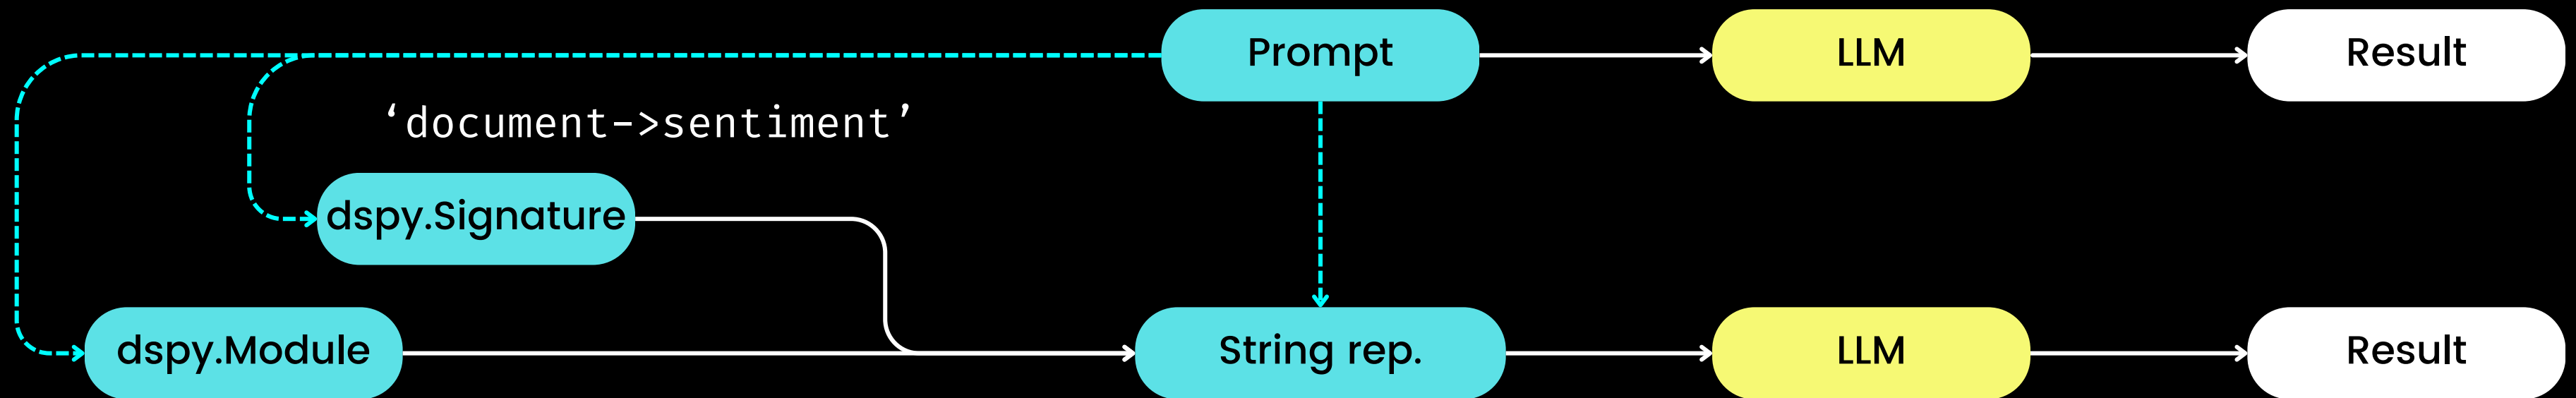 Prompt
LLM
Result
‘document->sentiment’
dspy.Signature
dspy.Module
String rep.
LLM
Result